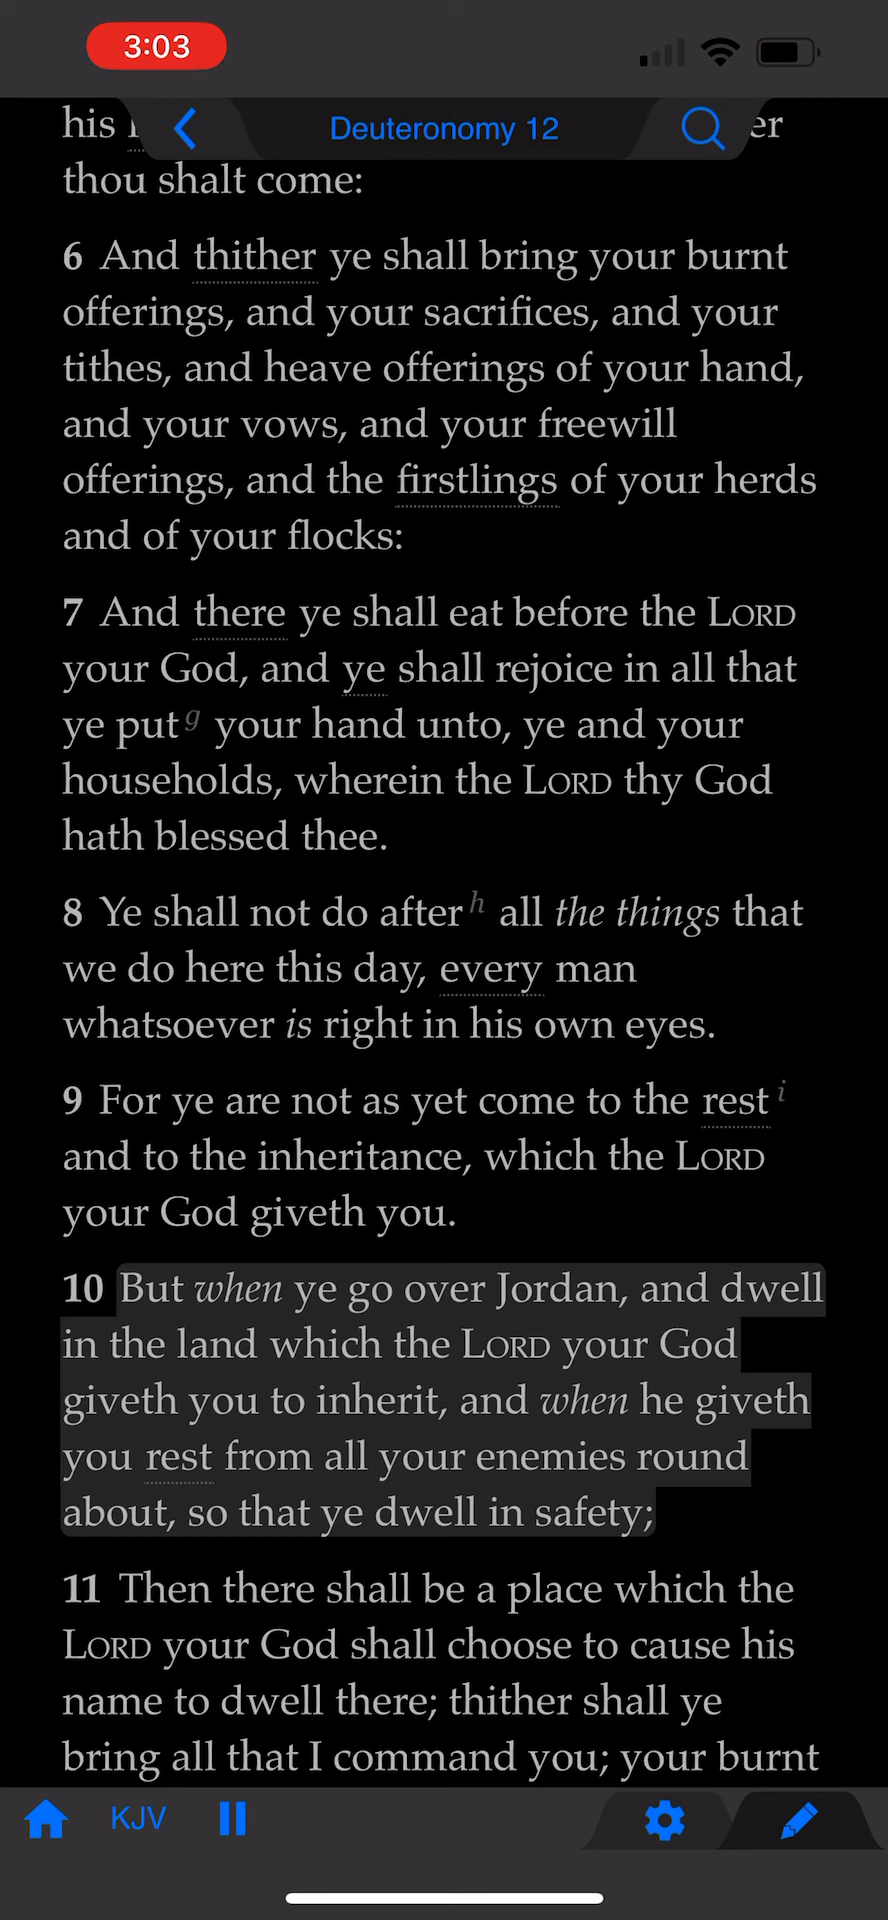 3:03
Deuteronomy 12
his er
thou shalt come:
6 And thither ye shall bring your burnt
offerings, and your sacrifices, and your
tithes, and heave offerings of your hand,
and your vows, and your freewill
offerings, and the firstlings of your herds
and of your flocks:
7 And there ye shall eat before the LORD
your God, and ye shall rejoice in all that
ye put g your hand unto, ye and your
households, wherein the LORD thy God
hath blessed thee.
8 Ye shall not do after h all the things that
we do here this day, every man
whatsoever is right in his own eyes.
9 For ye are not as yet come to the rest i
and to the inheritance, which the LORD
your God giveth you.
10 But when ye go over Jordan, and dwell
in the land which the LORD your God
giveth you to inherit, and when he giveth
you rest from all your enemies round
about, so that ye dwell in safety;
11 Then there shall be a place which the
LORD your God shall choose to cause his
name to dwell there; thither shall ye
bring all that I command you; your burnt
KJV